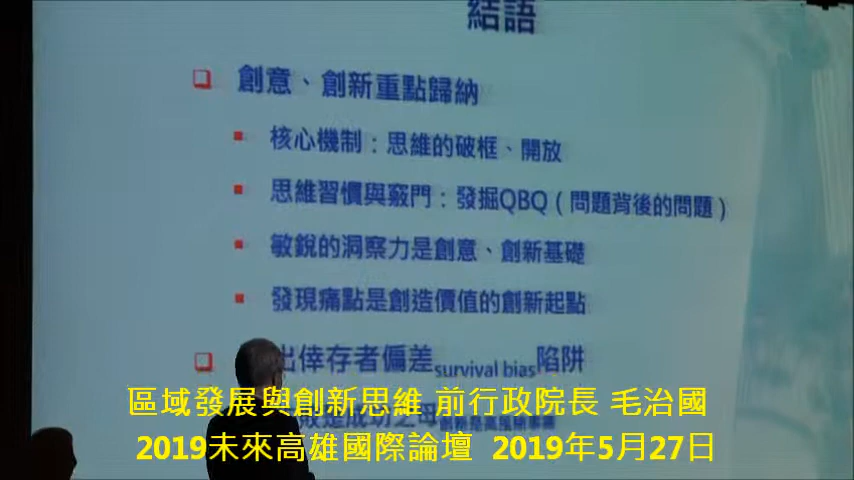 結語
創意、創新重點歸納
核心機制：思維的破框、開放
思維習慣與竅門：發掘QBQ（問題背後的問題）
敏銳的洞察力是創意、創新基礎
發現痛點是創造價值的創新起點
出倖存者偏差survival bias陷阱
是成功之母
區域發展與創新思維 前行政院長 毛治國
2019未來高雄國際論壇 2019年5月27日